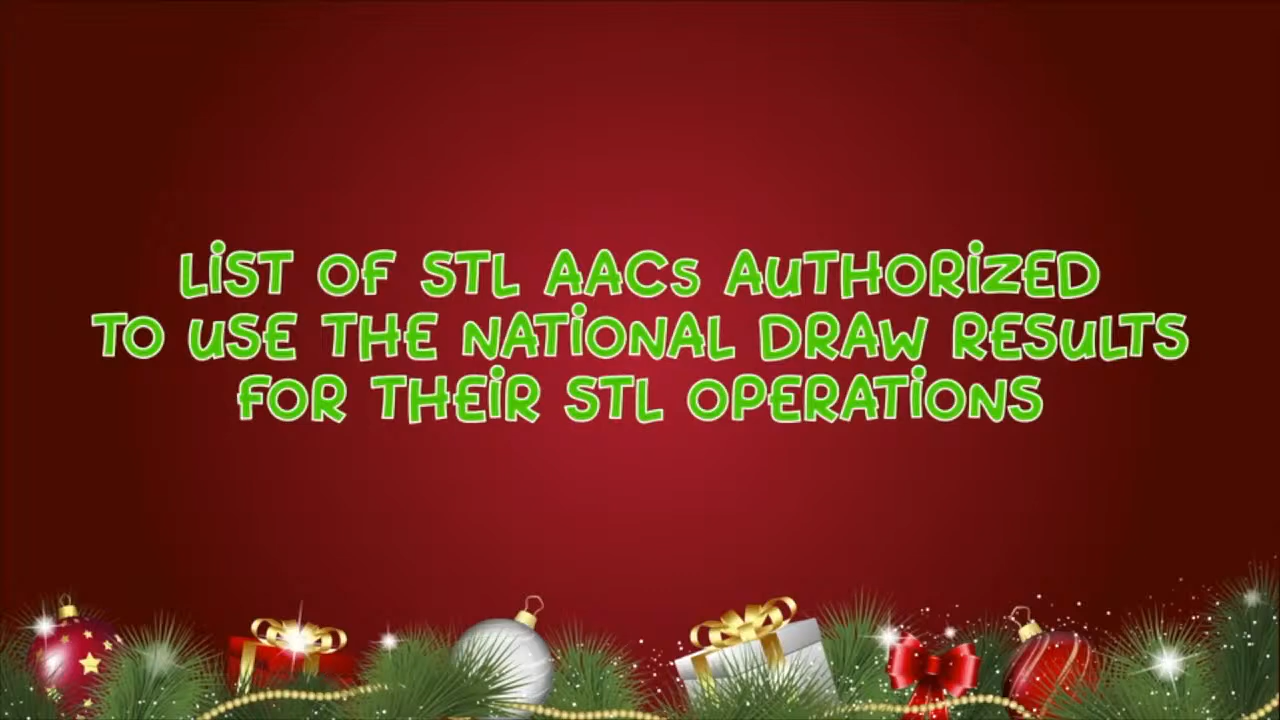 LIST OF STL AACs AUTHORIZED
TO USE THE NATIONAL DRAW RESULTS
FOR THEIR STL OPERATIONS